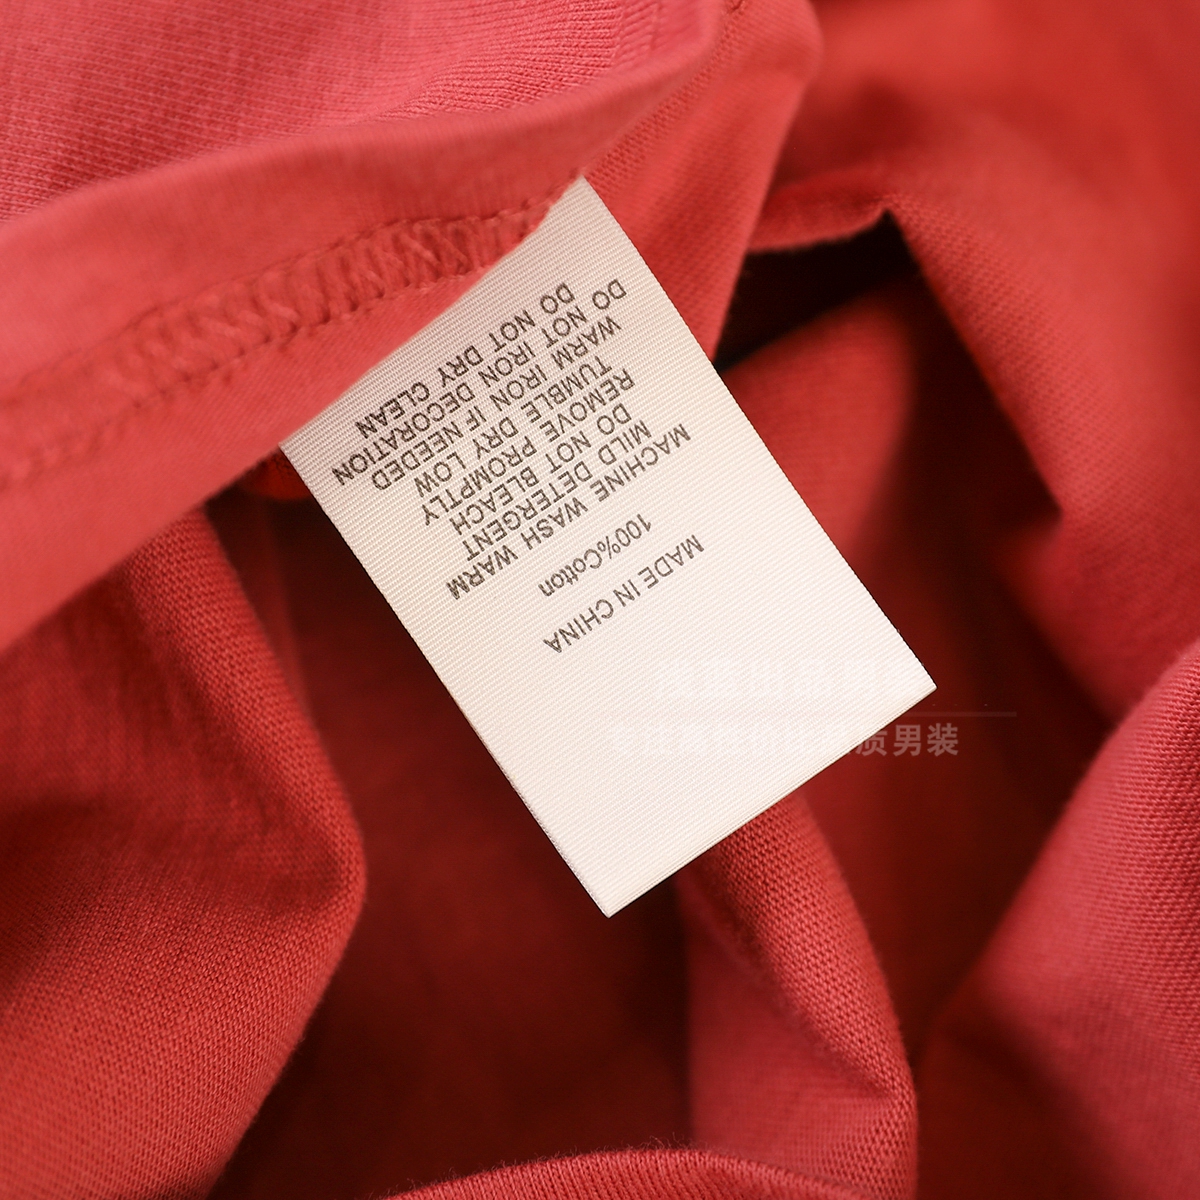 MADE IN CHINA
100%Cotton
MACHINE WASH WARM
MILD DETERGENT
DO NOT BLEACH
REMOVE PROMPTLY
TUMBLE DRY LOW
WARM IRON IF NEEDED
DO NOT IRON DECORATION
DO NOT DRY CLEAN
质男装